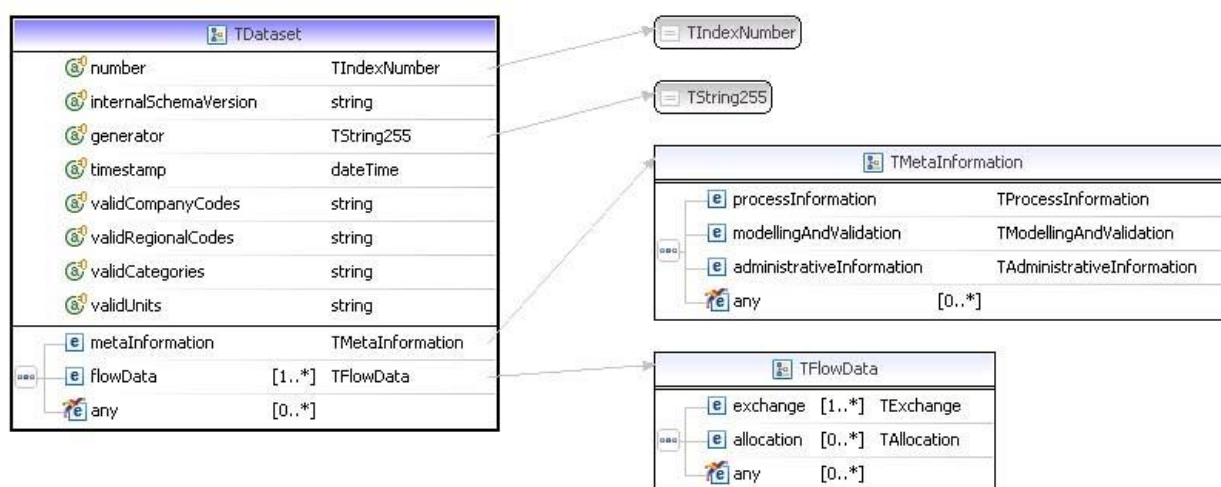 TDataset
number TIndexNumber
internalSchemaVersion string
generator TString255
timestamp dateTime
validCompanyCodes string
validRegionalCodes string
validCategories string
validUnits string
metaInformation TMetaInformation
flowData [1..*] TFlowData
any [0..*]
TIndexNumber
TString255
TMetaInformation
processInformation TProcessInformation
modellingAndValidation TModellingAndValidation
administrativeInformation TAdministrativeInformation
any [0..*]
TFlowData
exchange [1..*] TExchange
allocation [0..*] TAllocation
any [0..*]